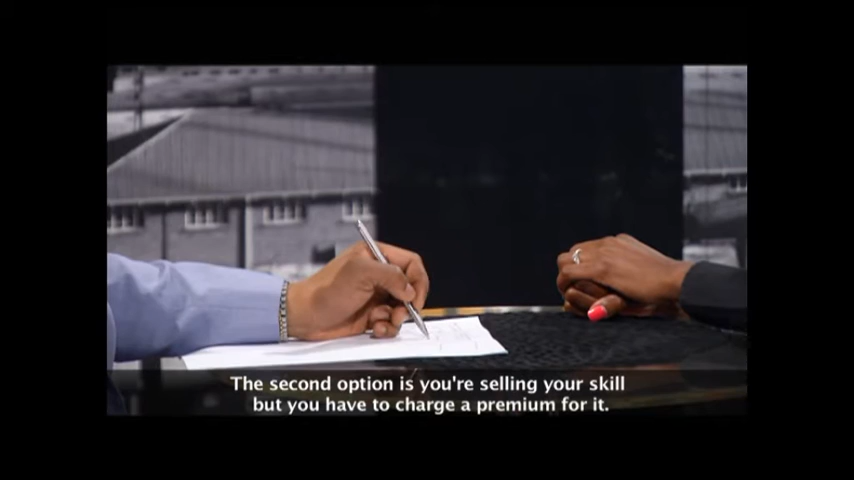 The second option is you're selling your skill
but you have to charge a premium for it.